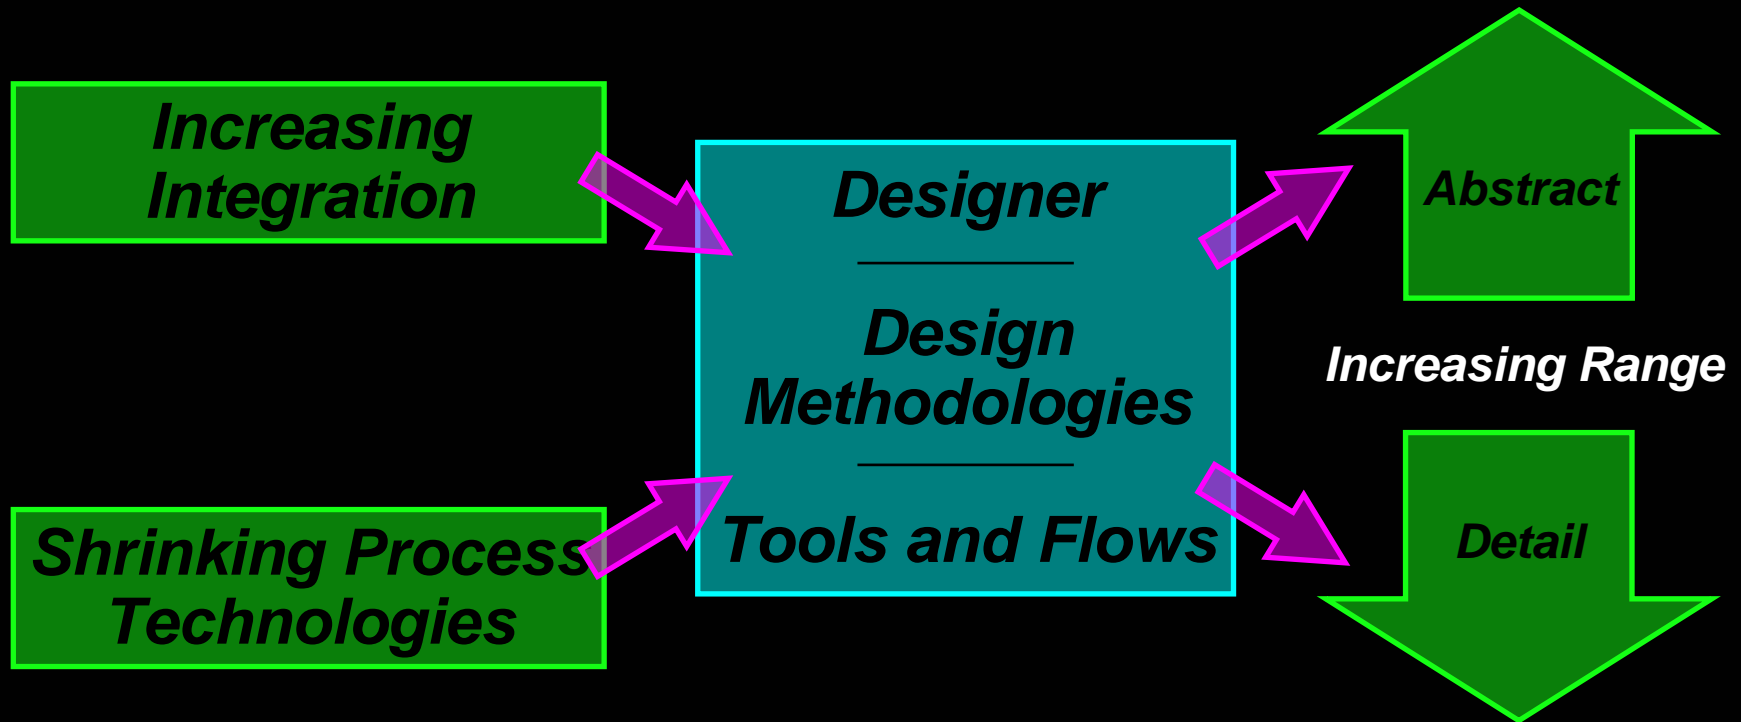 Increasing
Integration
Shrinking Process
Technologies
Designer
Design
Methodologies
Tools and Flows
Abstract
Increasing Range
Detail